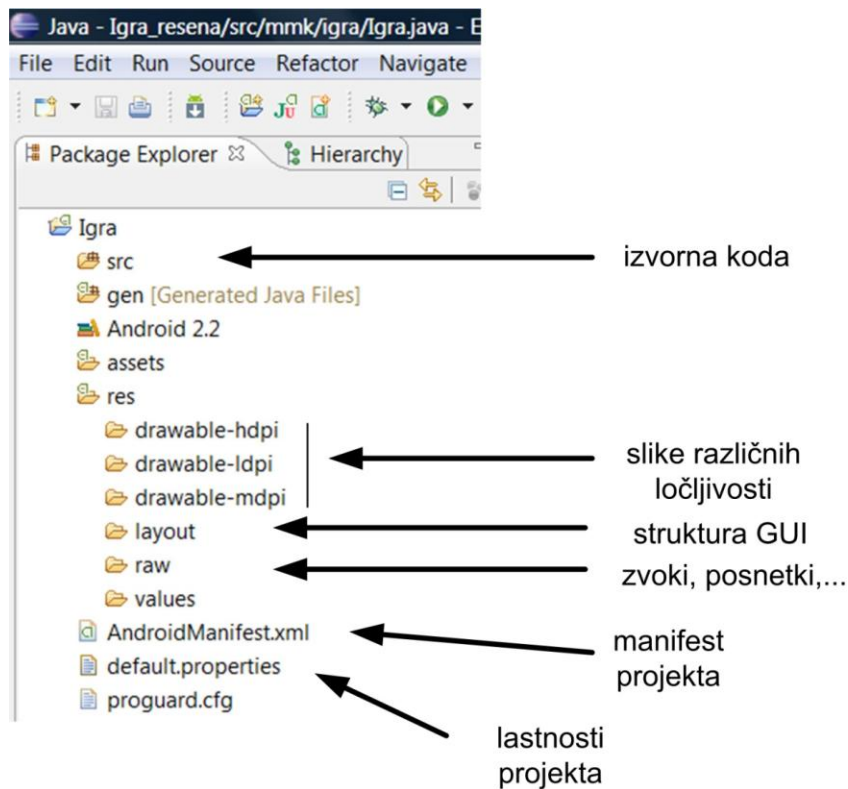 Java - Igra_resena/src/mmk/igra/Igra.java - E
File Edit Run Source Refactor Navigate
Package Explorer Hierarchy
Igra
src
izvorna koda
gen [Generated Java Files]
Android 2.2
assets
res
drawable-hdpi
drawable-ldpi
drawable-mdpi
slike različnih
ločljivosti
layout
struktura GUI
raw
zvoki, posnetki,...
values
AndroidManifest.xml
manifest
projekta
default.properties
proguard.cfg
lastnosti
projekta